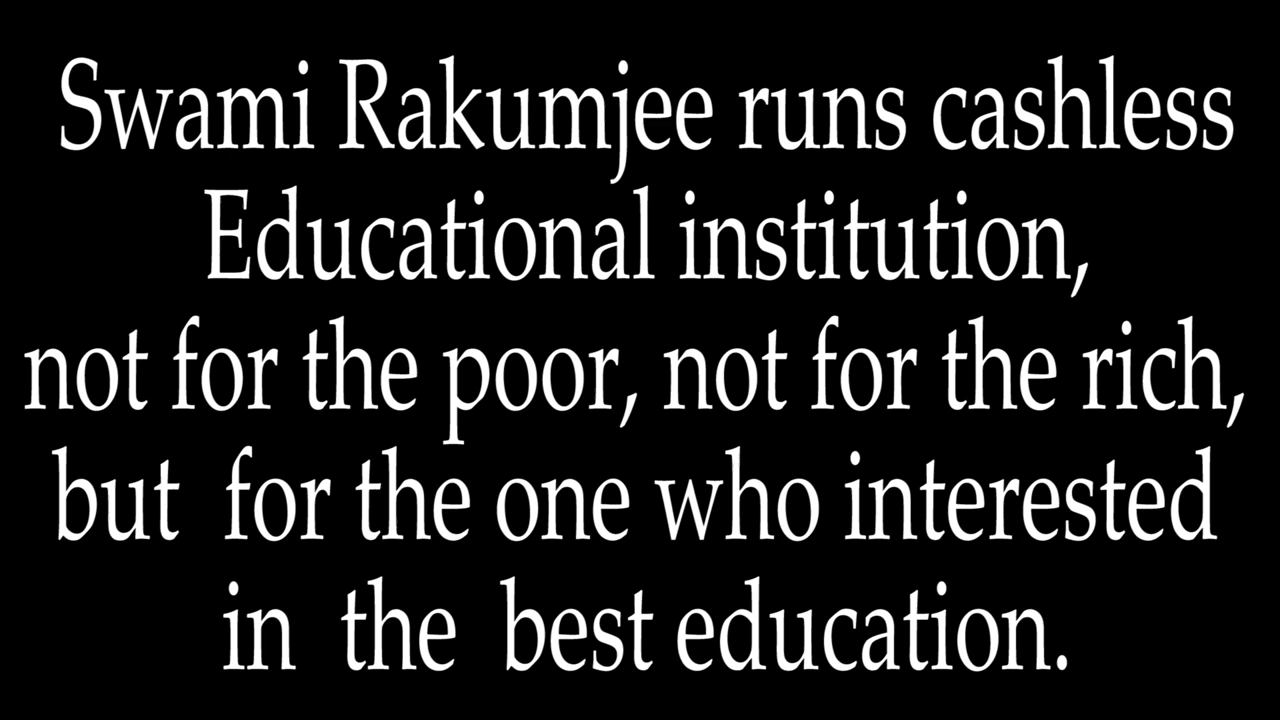 Swami Rakumjee runs cashless
Educational institution,
not for the poor, not for the rich,
but for the one who interested
in the best education.